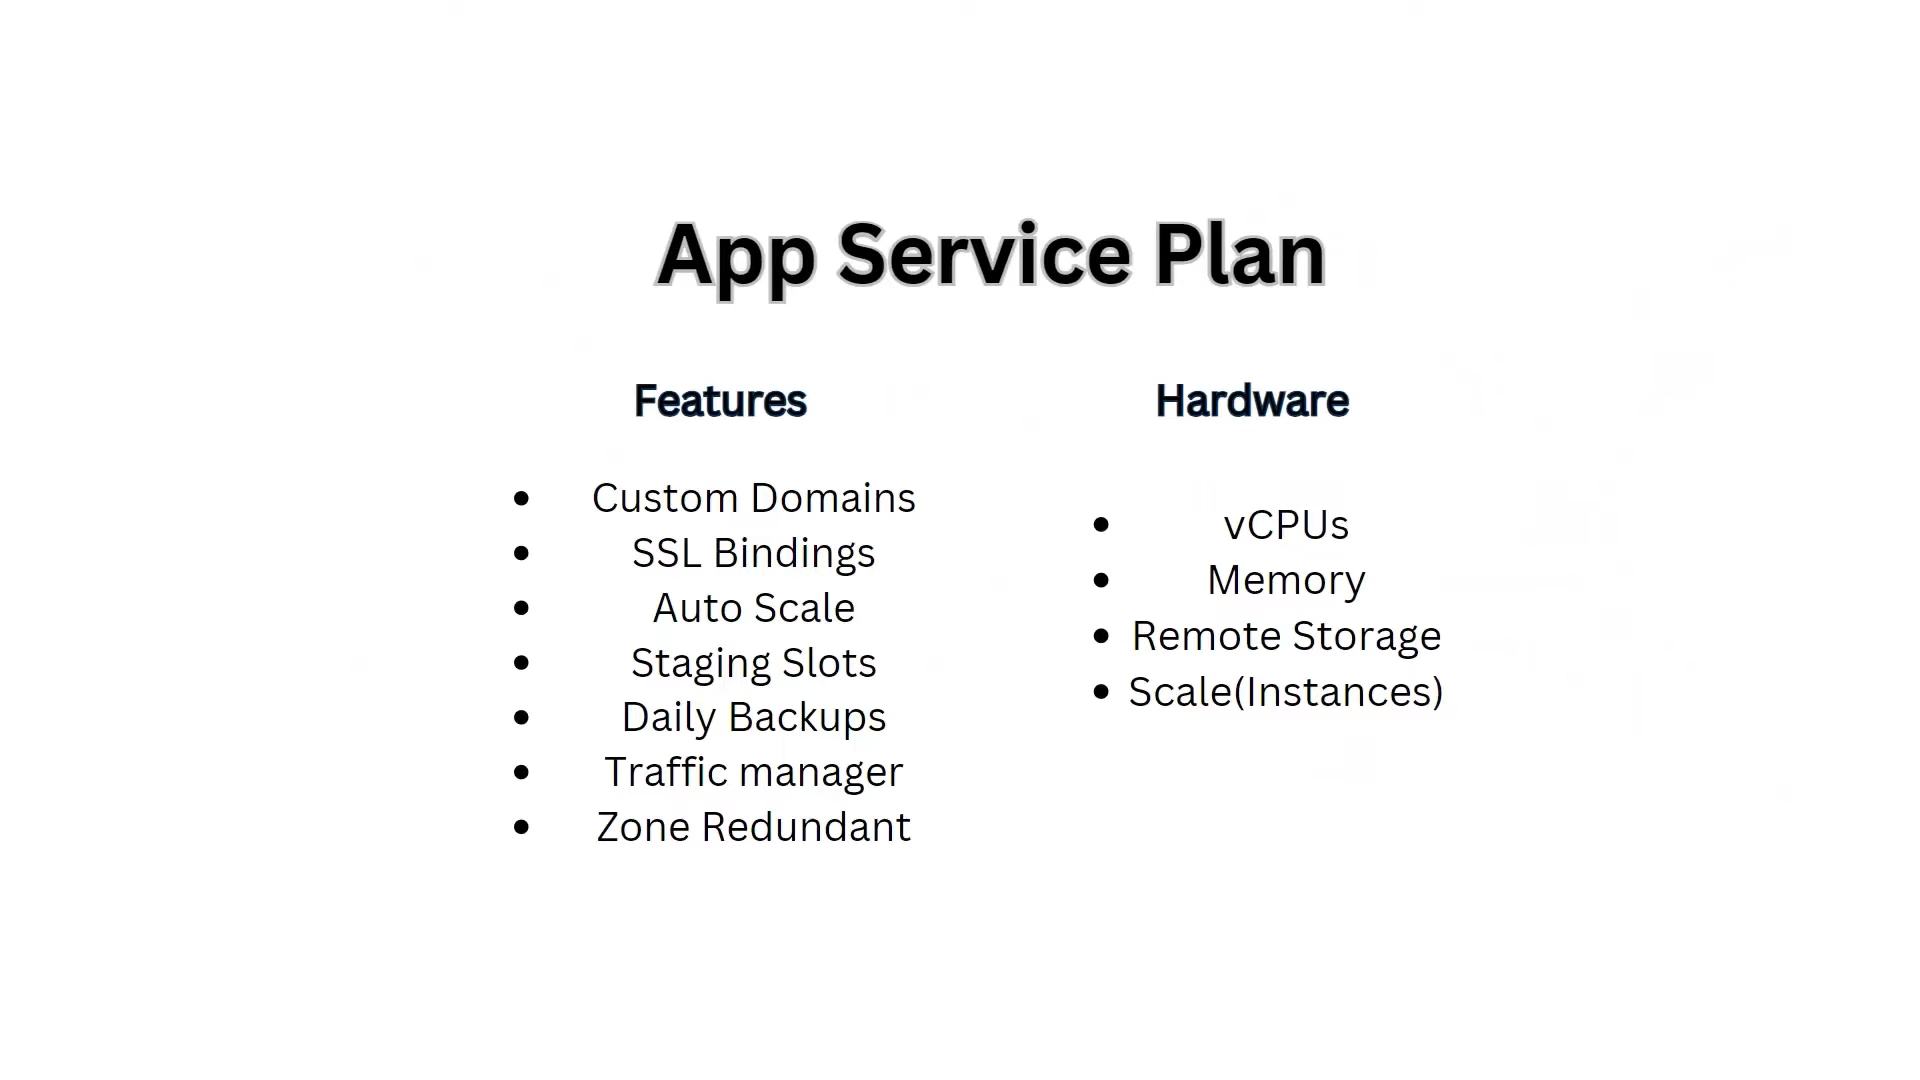 App Service Plan
Features
Custom Domains
SSL Bindings
Auto Scale
Staging Slots
Daily Backups
Traffic manager
Zone Redundant
Hardware
vCPUs
Memory
Remote Storage
Scale(Instances)